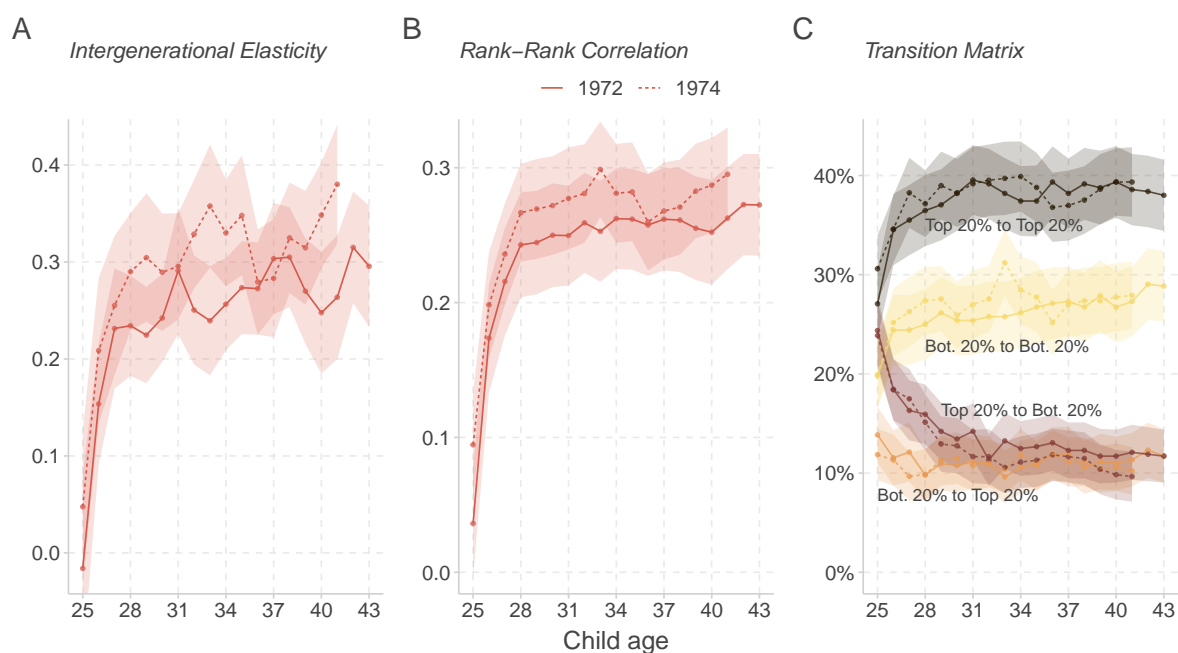 A
Intergenerational Elasticity
B
Rank−Rank Correlation
C
Transition Matrix
1972 1974
0.4
0.3
0.2
0.1
0.0
25 28 31 34 37 40 43
0.3
0.2
0.1
0.0
25 28 31 34 37 40 43
Child age
40%
30%
20%
10%
0%
Top 20% to Top 20%
Bot. 20% to Bot. 20%
Top 20% to Bot. 20%
Bot. 20% to Top 20%
25 28 31 34 37 40 43